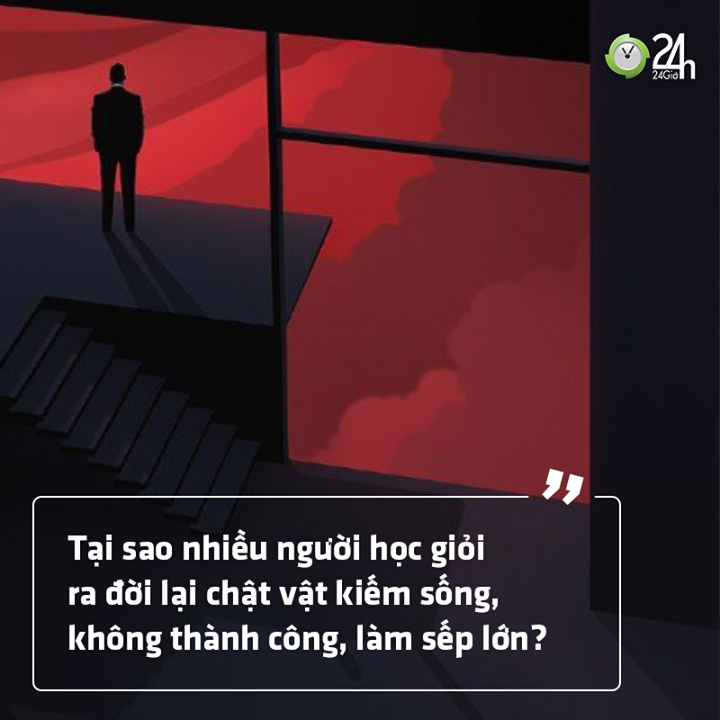 24h
24Giờ
”
Tại sao nhiều người học giỏi
ra đời lại chật vật kiếm sống,
không thành công, làm sếp lớn?